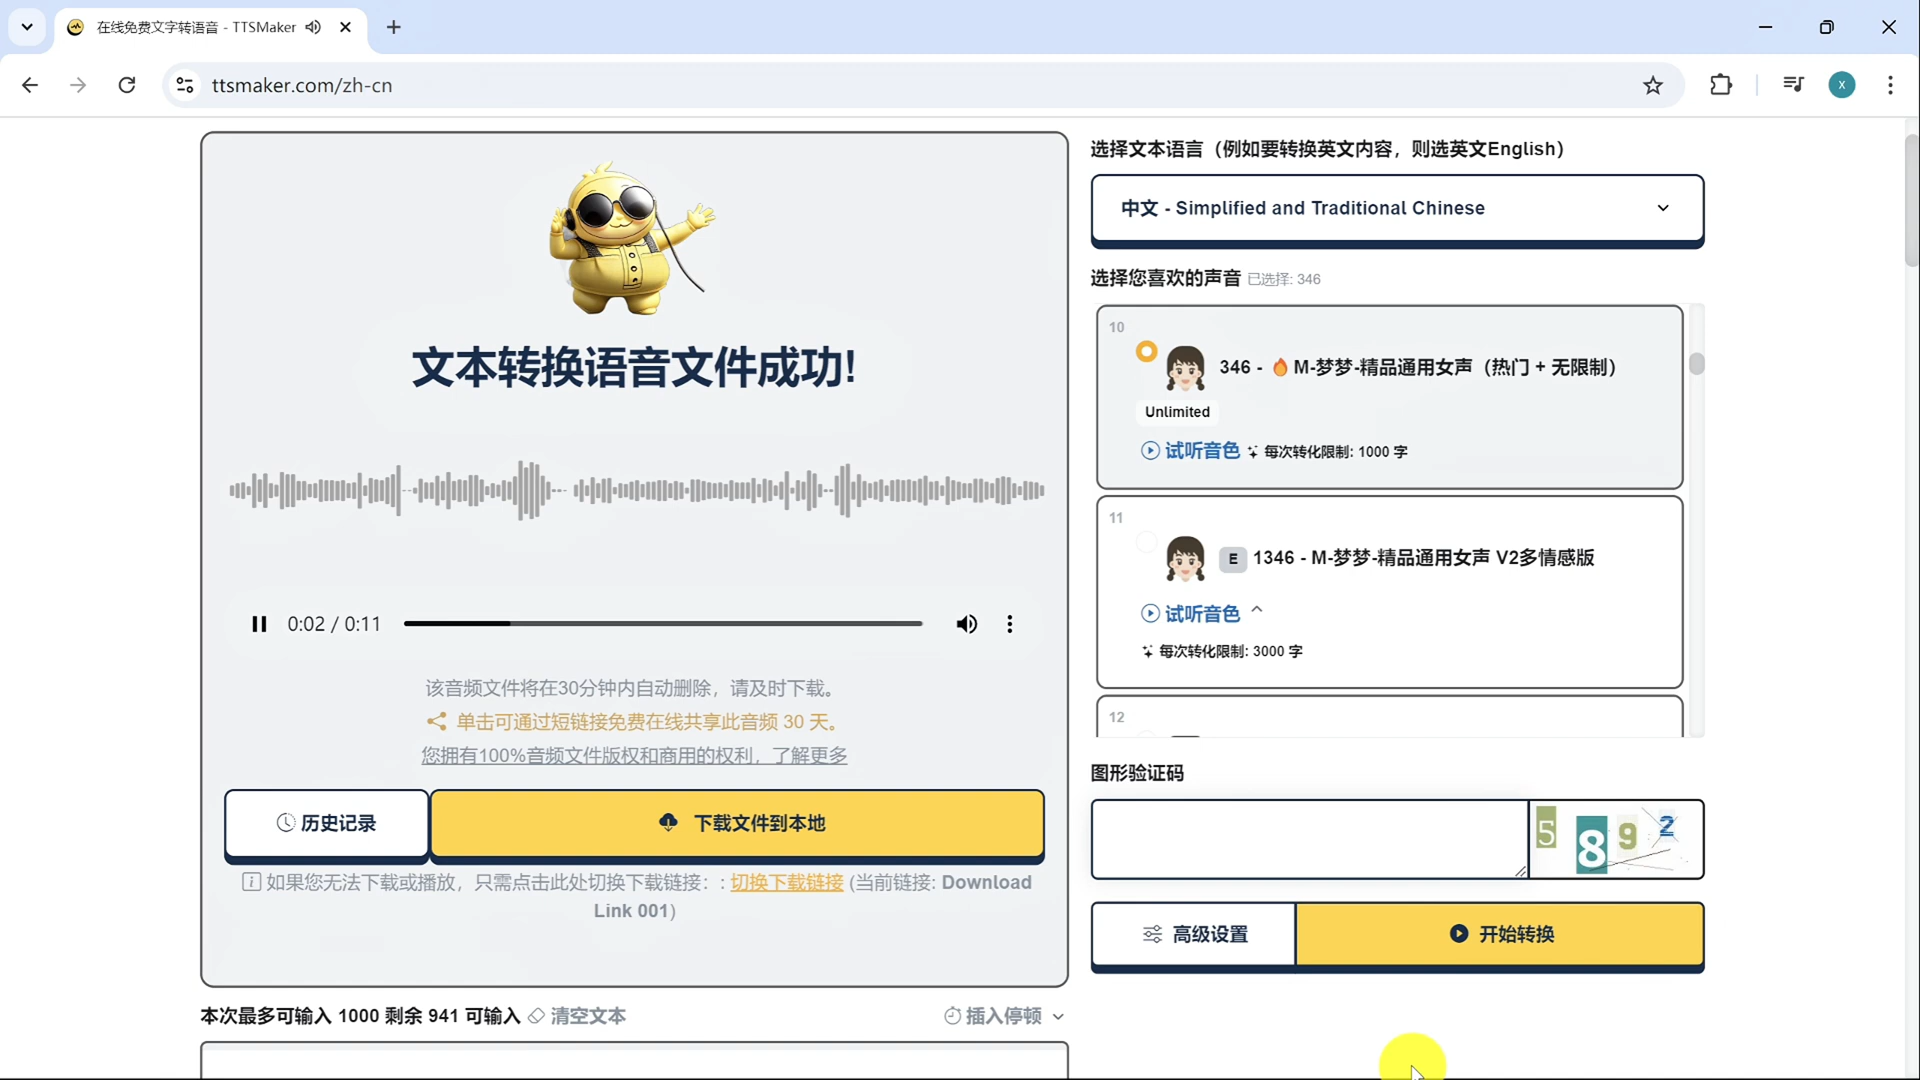 在线免费文字转语音 - TTSMaker
ttsmaker.com/zh-cn
X
文本转换语音文件成功!
0:02 / 0:11
该音频文件将在30分钟内自动删除，请及时下载。
单击可通过短链接免费在线共享此音频 30 天。
您拥有100%音频文件版权和商用的权利，了解更多
历史记录
下载文件到本地
如果您无法下载或播放，只需点击此处切换下载链接：: 切换下载链接 (当前链接: Download
Link 001)
本次最多可输入 1000 剩余 941 可输入 清空文本
插入停顿
选择文本语言（例如要转换英文内容，则选英文English）
中文 - Simplified and Traditional Chinese
选择您喜欢的声音 已选择: 346
10
346 - 🔥 M-梦梦-精品通用女声（热门 + 无限制）
Unlimited
试听音色 每次转化限制: 1000 字
11
E 1346 - M-梦梦-精品通用女声 V2多情感版
试听音色
每次转化限制: 3000 字
12
图形验证码
5 8 9 2
高级设置
开始转换